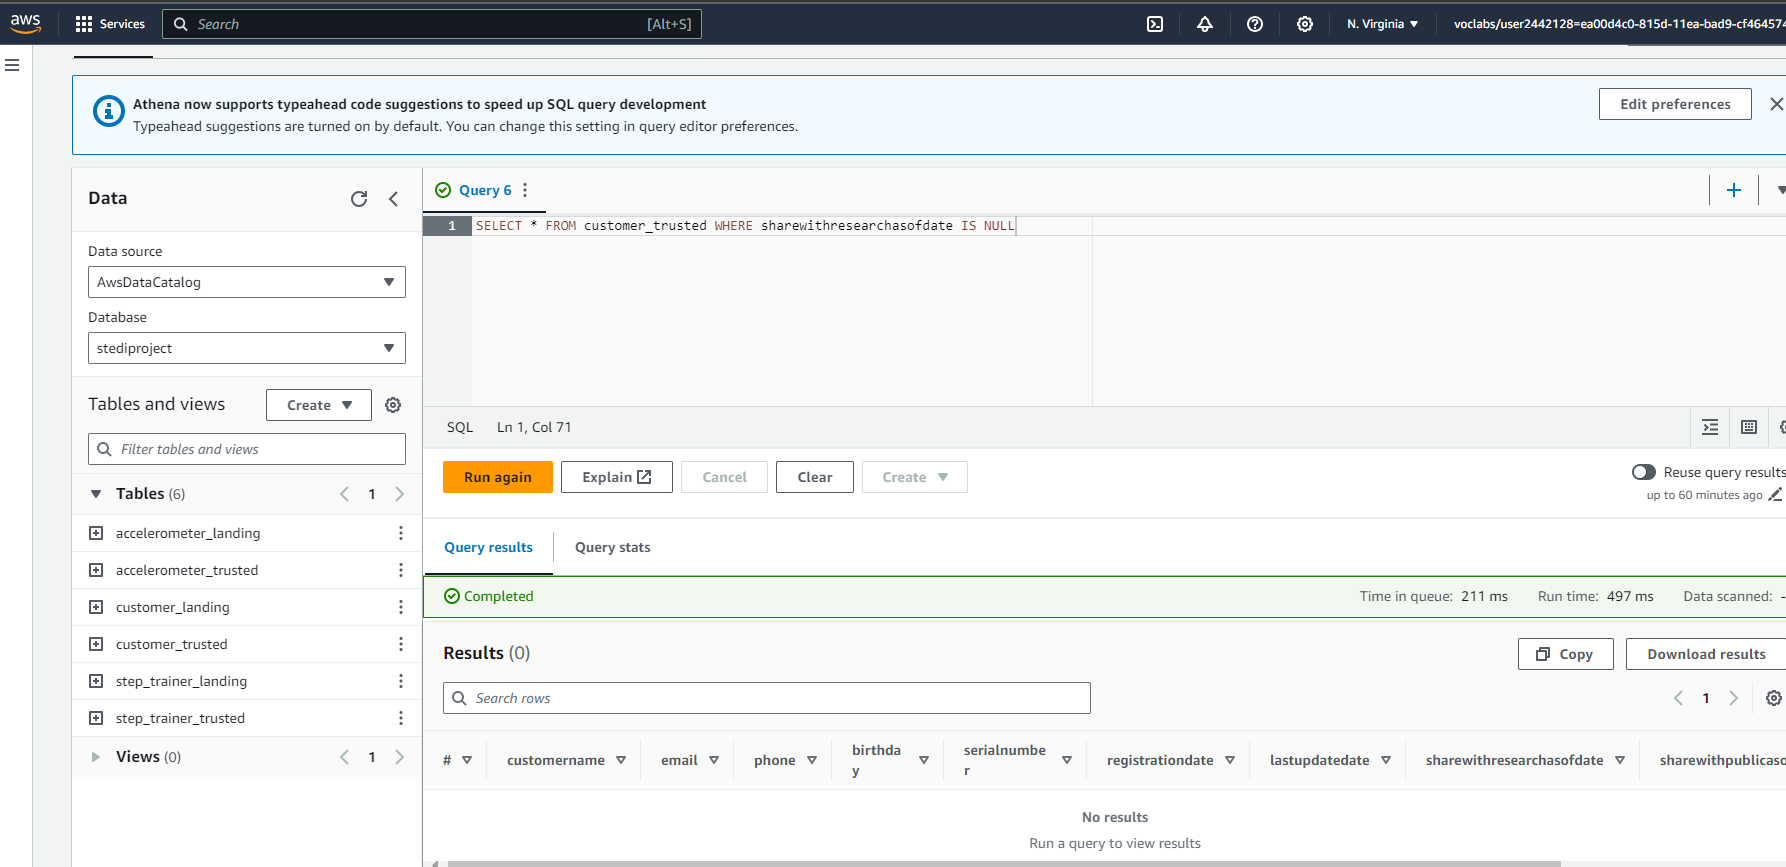 aws
Services
Search
[Alt+S]
N. Virginia
voclabs/user2442128=ea00d4c0-815d-11ea-bad9-cf464574
Athena now supports typeahead code suggestions to speed up SQL query development
Typeahead suggestions are turned on by default. You can change this setting in query editor preferences.
Edit preferences
Data
Data source
AwsDataCatalog
Database
stediproject
Tables and views
Create
Filter tables and views
Tables (6)
1
accelerometer_landing
accelerometer_trusted
customer_landing
customer_trusted
step_trainer_landing
step_trainer_trusted
Views (0)
1
Query 6
1
SELECT * FROM customer_trusted WHERE sharewithresearchasofdate IS NULL
SQL
Ln 1, Col 71
Run again
Explain
Cancel
Clear
Create
Reuse query results
up to 60 minutes ago
Query results
Query stats
Completed
Time in queue: 211 ms
Run time: 497 ms
Data scanned: -
Results (0)
Copy
Download results
Search rows
1
#
customername
email
phone
birthda
y
serialnumbe
r
registrationdate
lastupdatedate
sharewithresearchasofdate
sharewithpublicaso
No results
Run a query to view results